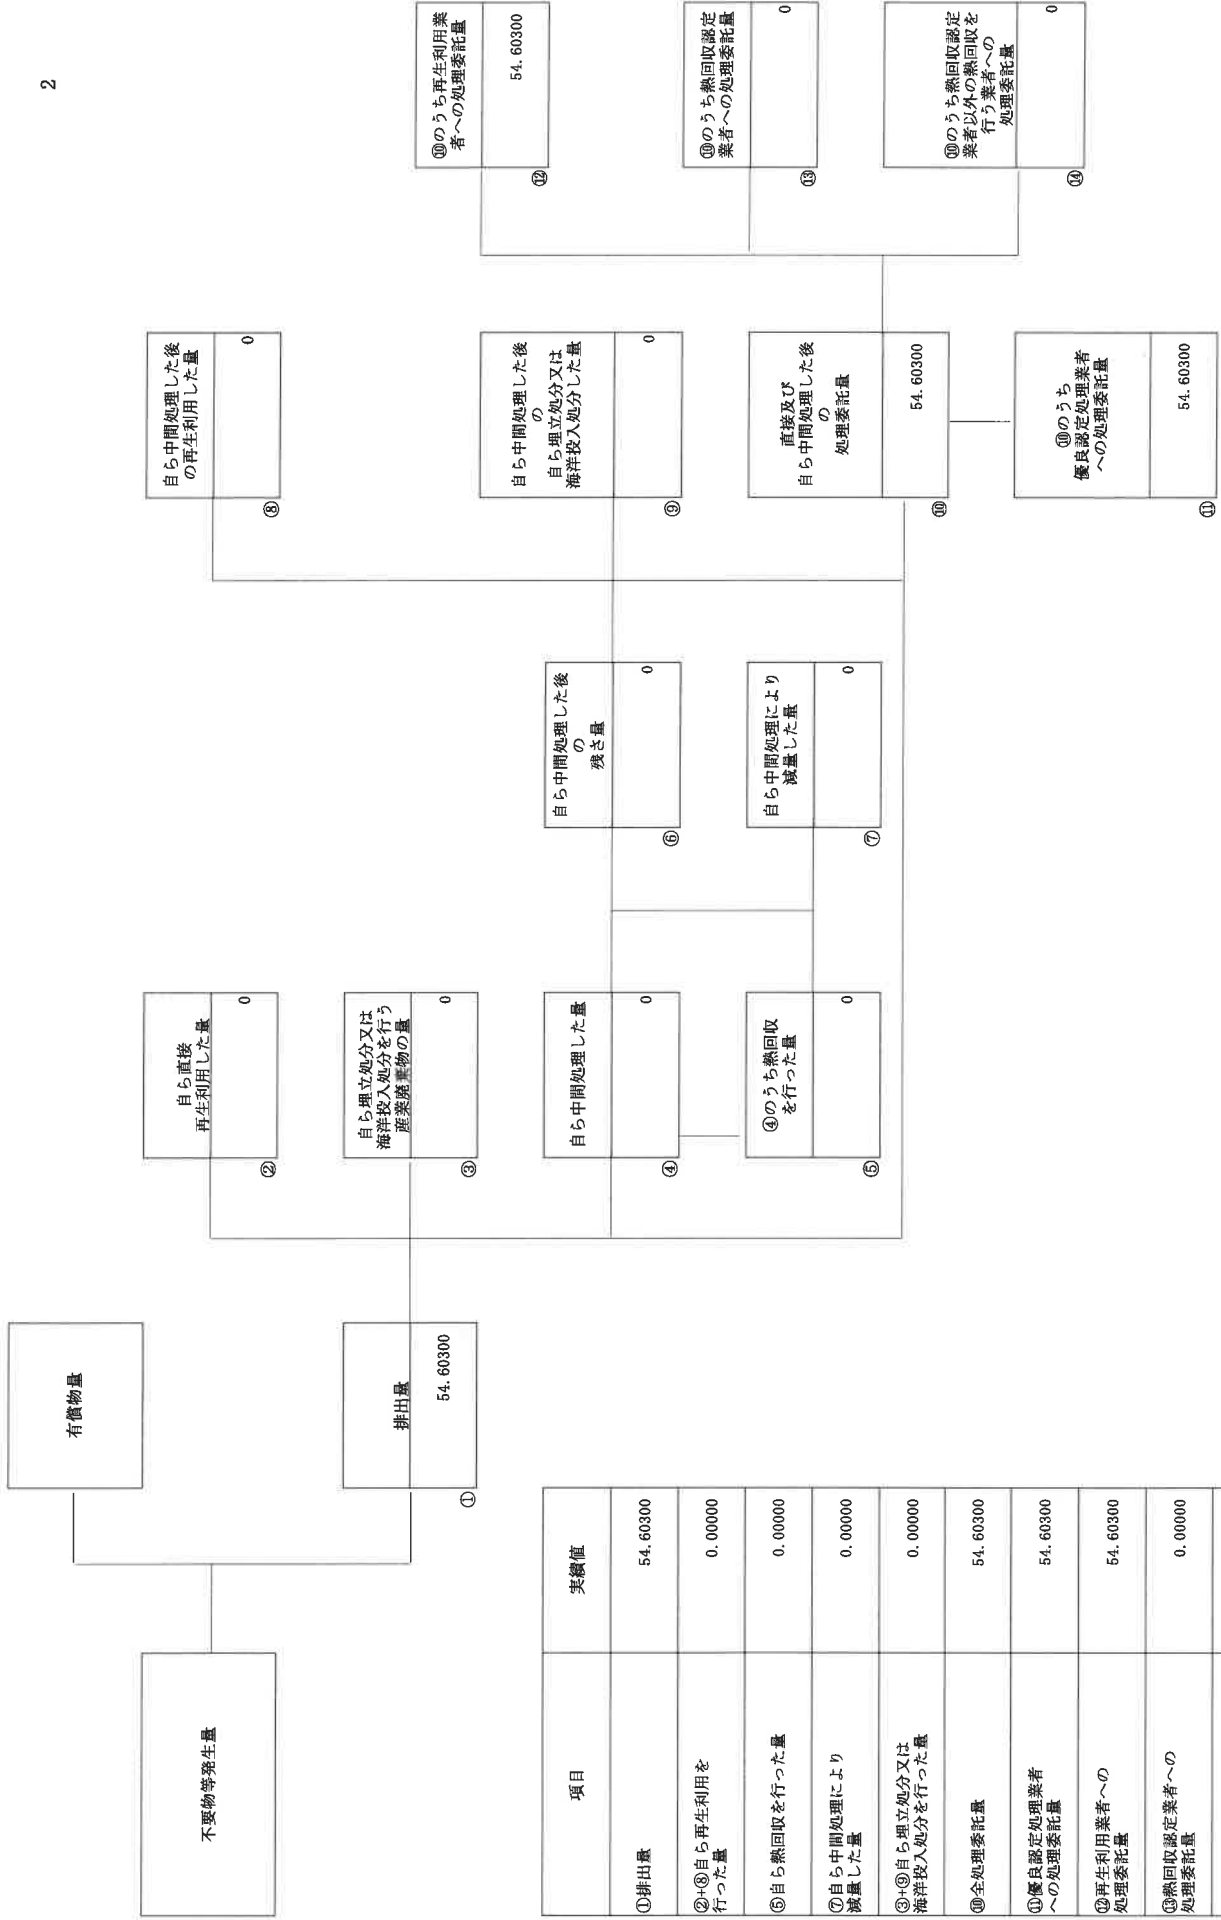 2
不要物等発生量
有償物量
排出量
54.60300
①
自ら直接
再生利用した量
0
②
自ら埋立処分又は
海洋投入処分を行う
産業廃棄物の量
0
③
自ら中間処理した量
0
④
④のうち熱回収
を行った量
0
⑤
自ら中間処理した後
の
残さ量
0
⑥
自ら中間処理により
減量した量
0
⑦
自ら中間処理した後
の再生利用した量
0
⑧
自ら中間処理した後
の
自ら埋立処分又は
海洋投入処分した量
0
⑨
直接及び
自ら中間処理した後
の
処理委託量
54.60300
⑩
⑩のうち
優良認定処理業者
への処理委託量
54.60300
⑪
⑩のうち再生利用業
者への処理委託量
54.60300
⑫
⑩のうち熱回収認定
業者への処理委託量
0
⑬
⑩のうち熱回収認定
業者以外の熱回収を
行う業者への
処理委託量
0
⑭
項目
実績値
①排出量
54.60300
②+⑧自ら再生利用を
行った量
0.00000
⑤自ら熱回収を行った量
0.00000
⑦自ら中間処理により
減量した量
0.00000
③+⑨自ら埋立処分又は
海洋投入処分を行った量
0.00000
⑩全処理委託量
54.60300
⑪優良認定処理業者
への処理委託量
54.60300
⑫再生利用業者への
処理委託量
54.60300
⑬熱回収認定業者への
処理委託量
0.00000